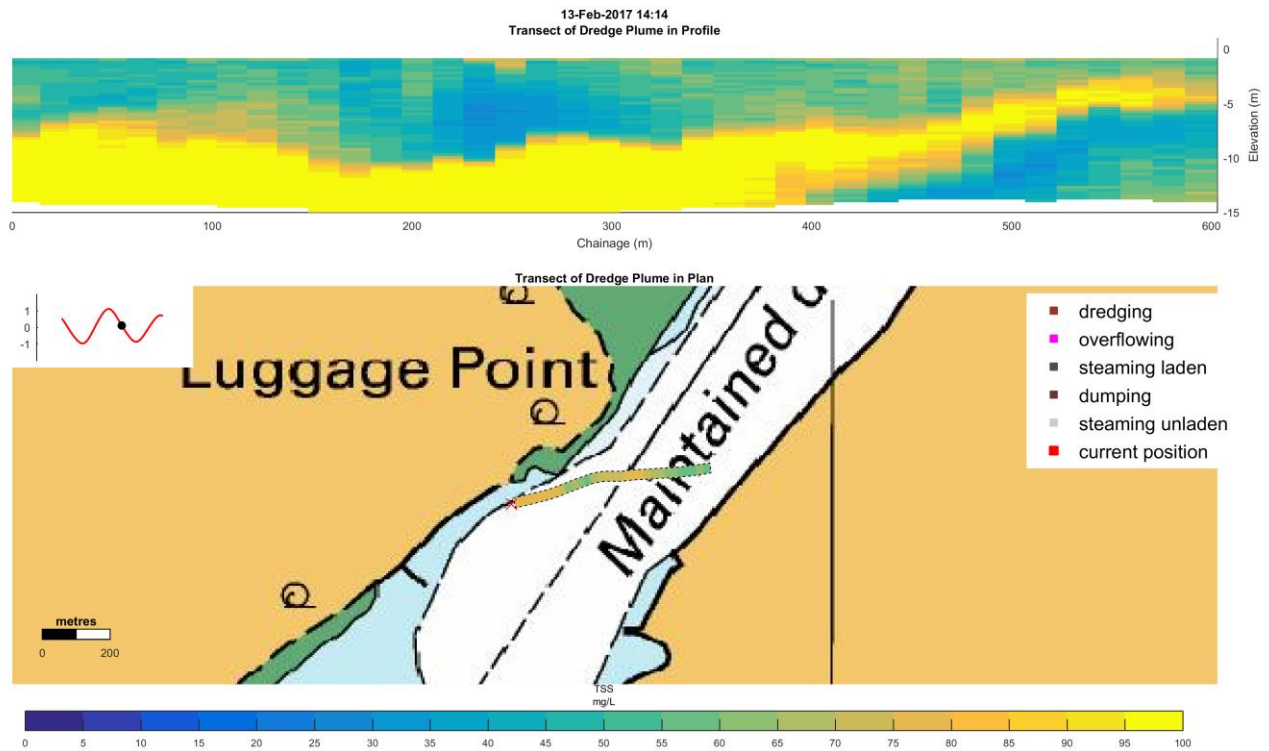 13-Feb-2017 14:14
Transect of Dredge Plume in Profile
0
-5
-10
-15
Elevation (m)
0 100 200 300 400 500 600
Chainage (m)
Transect of Dredge Plume in Plan
1
0
-1
Luggage Point
Maintained d
dredging
overflowing
steaming laden
dumping
steaming unladen
current position
metres
0 200
TSS
mg/L
0 5 10 15 20 25 30 35 40 45 50 55 60 65 70 75 80 85 90 95 100